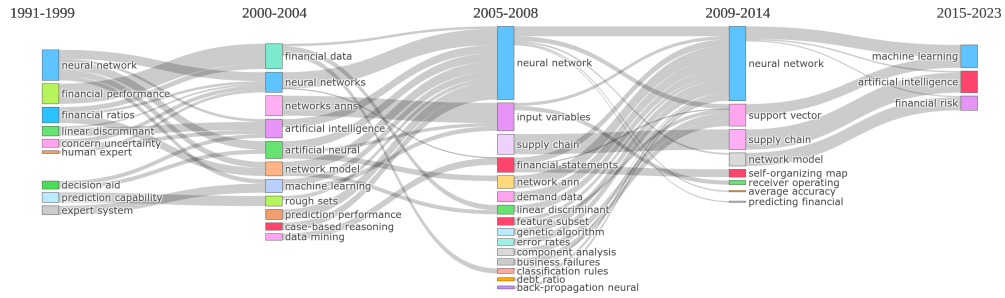 1991-1999
2000-2004
2005-2008
2009-2014
2015-2023
neural network
financial performance
financial ratios
linear discriminant
concern uncertainty
human expert
decision aid
prediction capability
expert system
financial data
neural networks
networks anns
artificial intelligence
artificial neural
network model
machine learning
rough sets
prediction performance
case-based reasoning
data mining
neural network
input variables
supply chain
financial statements
network ann
demand data
linear discriminant
feature subset
genetic algorithm
error rates
component analysis
business failures
classification rules
debt ratio
back-propagation neural
neural network
support vector
supply chain
network model
self-organizing map
receiver operating
average accuracy
predicting financial
machine learning
artificial intelligence
financial risk